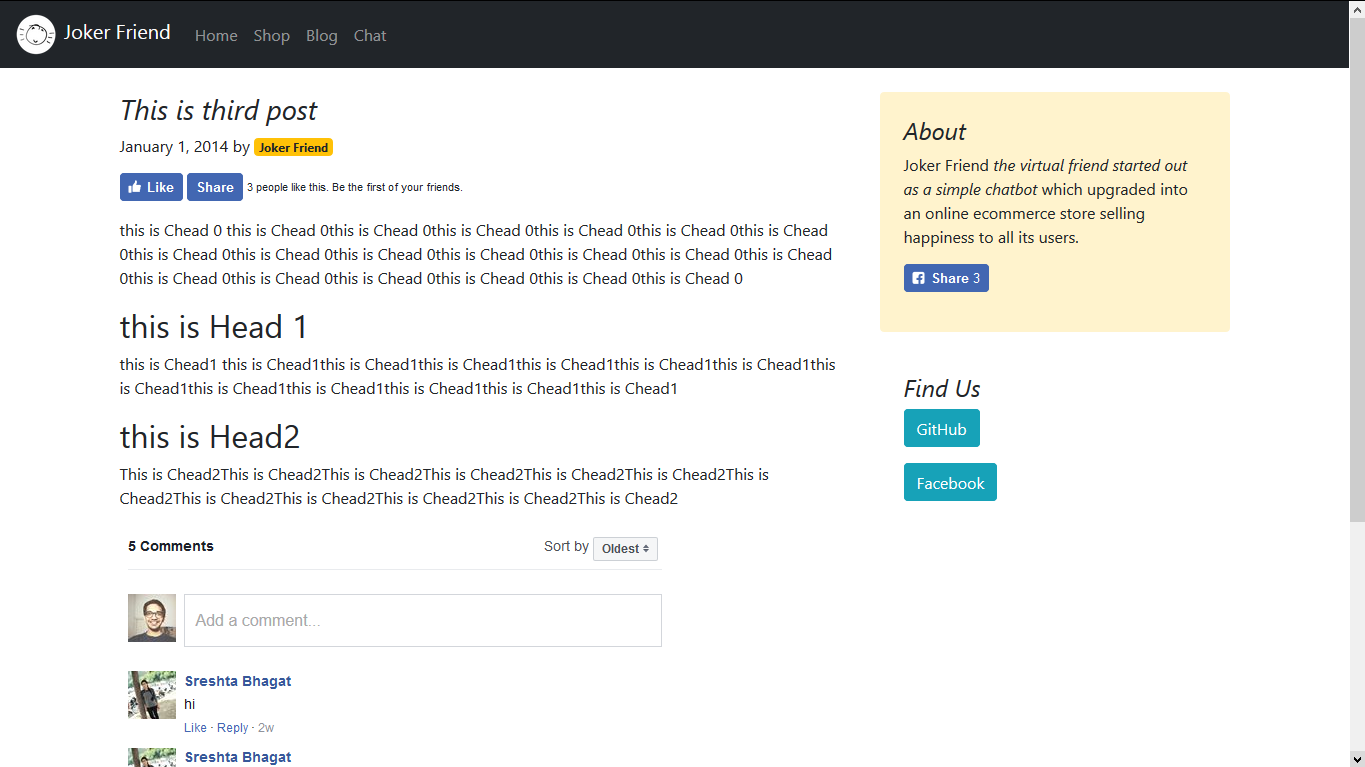 Joker Friend Home Shop Blog Chat
This is third post
January 1, 2014 by Joker Friend
Like Share 3 people like this. Be the first of your friends.
this is Chead 0 this is Chead 0this is Chead 0this is Chead 0this is Chead 0this is Chead 0this is Chead
0this is Chead 0this is Chead 0this is Chead 0this is Chead 0this is Chead 0this is Chead 0this is Chead
0this is Chead 0this is Chead 0this is Chead 0this is Chead 0this is Chead 0this is Chead 0
this is Head 1
this is Chead1 this is Chead1this is Chead1this is Chead1this is Chead1this is Chead1this is Chead1this
is Chead1this is Chead1this is Chead1this is Chead1this is Chead1this is Chead1
this is Head2
This is Chead2This is Chead2This is Chead2This is Chead2This is Chead2This is Chead2This is
Chead2This is Chead2This is Chead2This is Chead2This is Chead2This is Chead2
5 Comments Sort by Oldest
Add a comment...
Sreshta Bhagat
hi
Like · Reply · 2w
Sreshta Bhagat
About
Joker Friend the virtual friend started out
as a simple chatbot which upgraded into
an online ecommerce store selling
happiness to all its users.
Share 3
Find Us
GitHub
Facebook